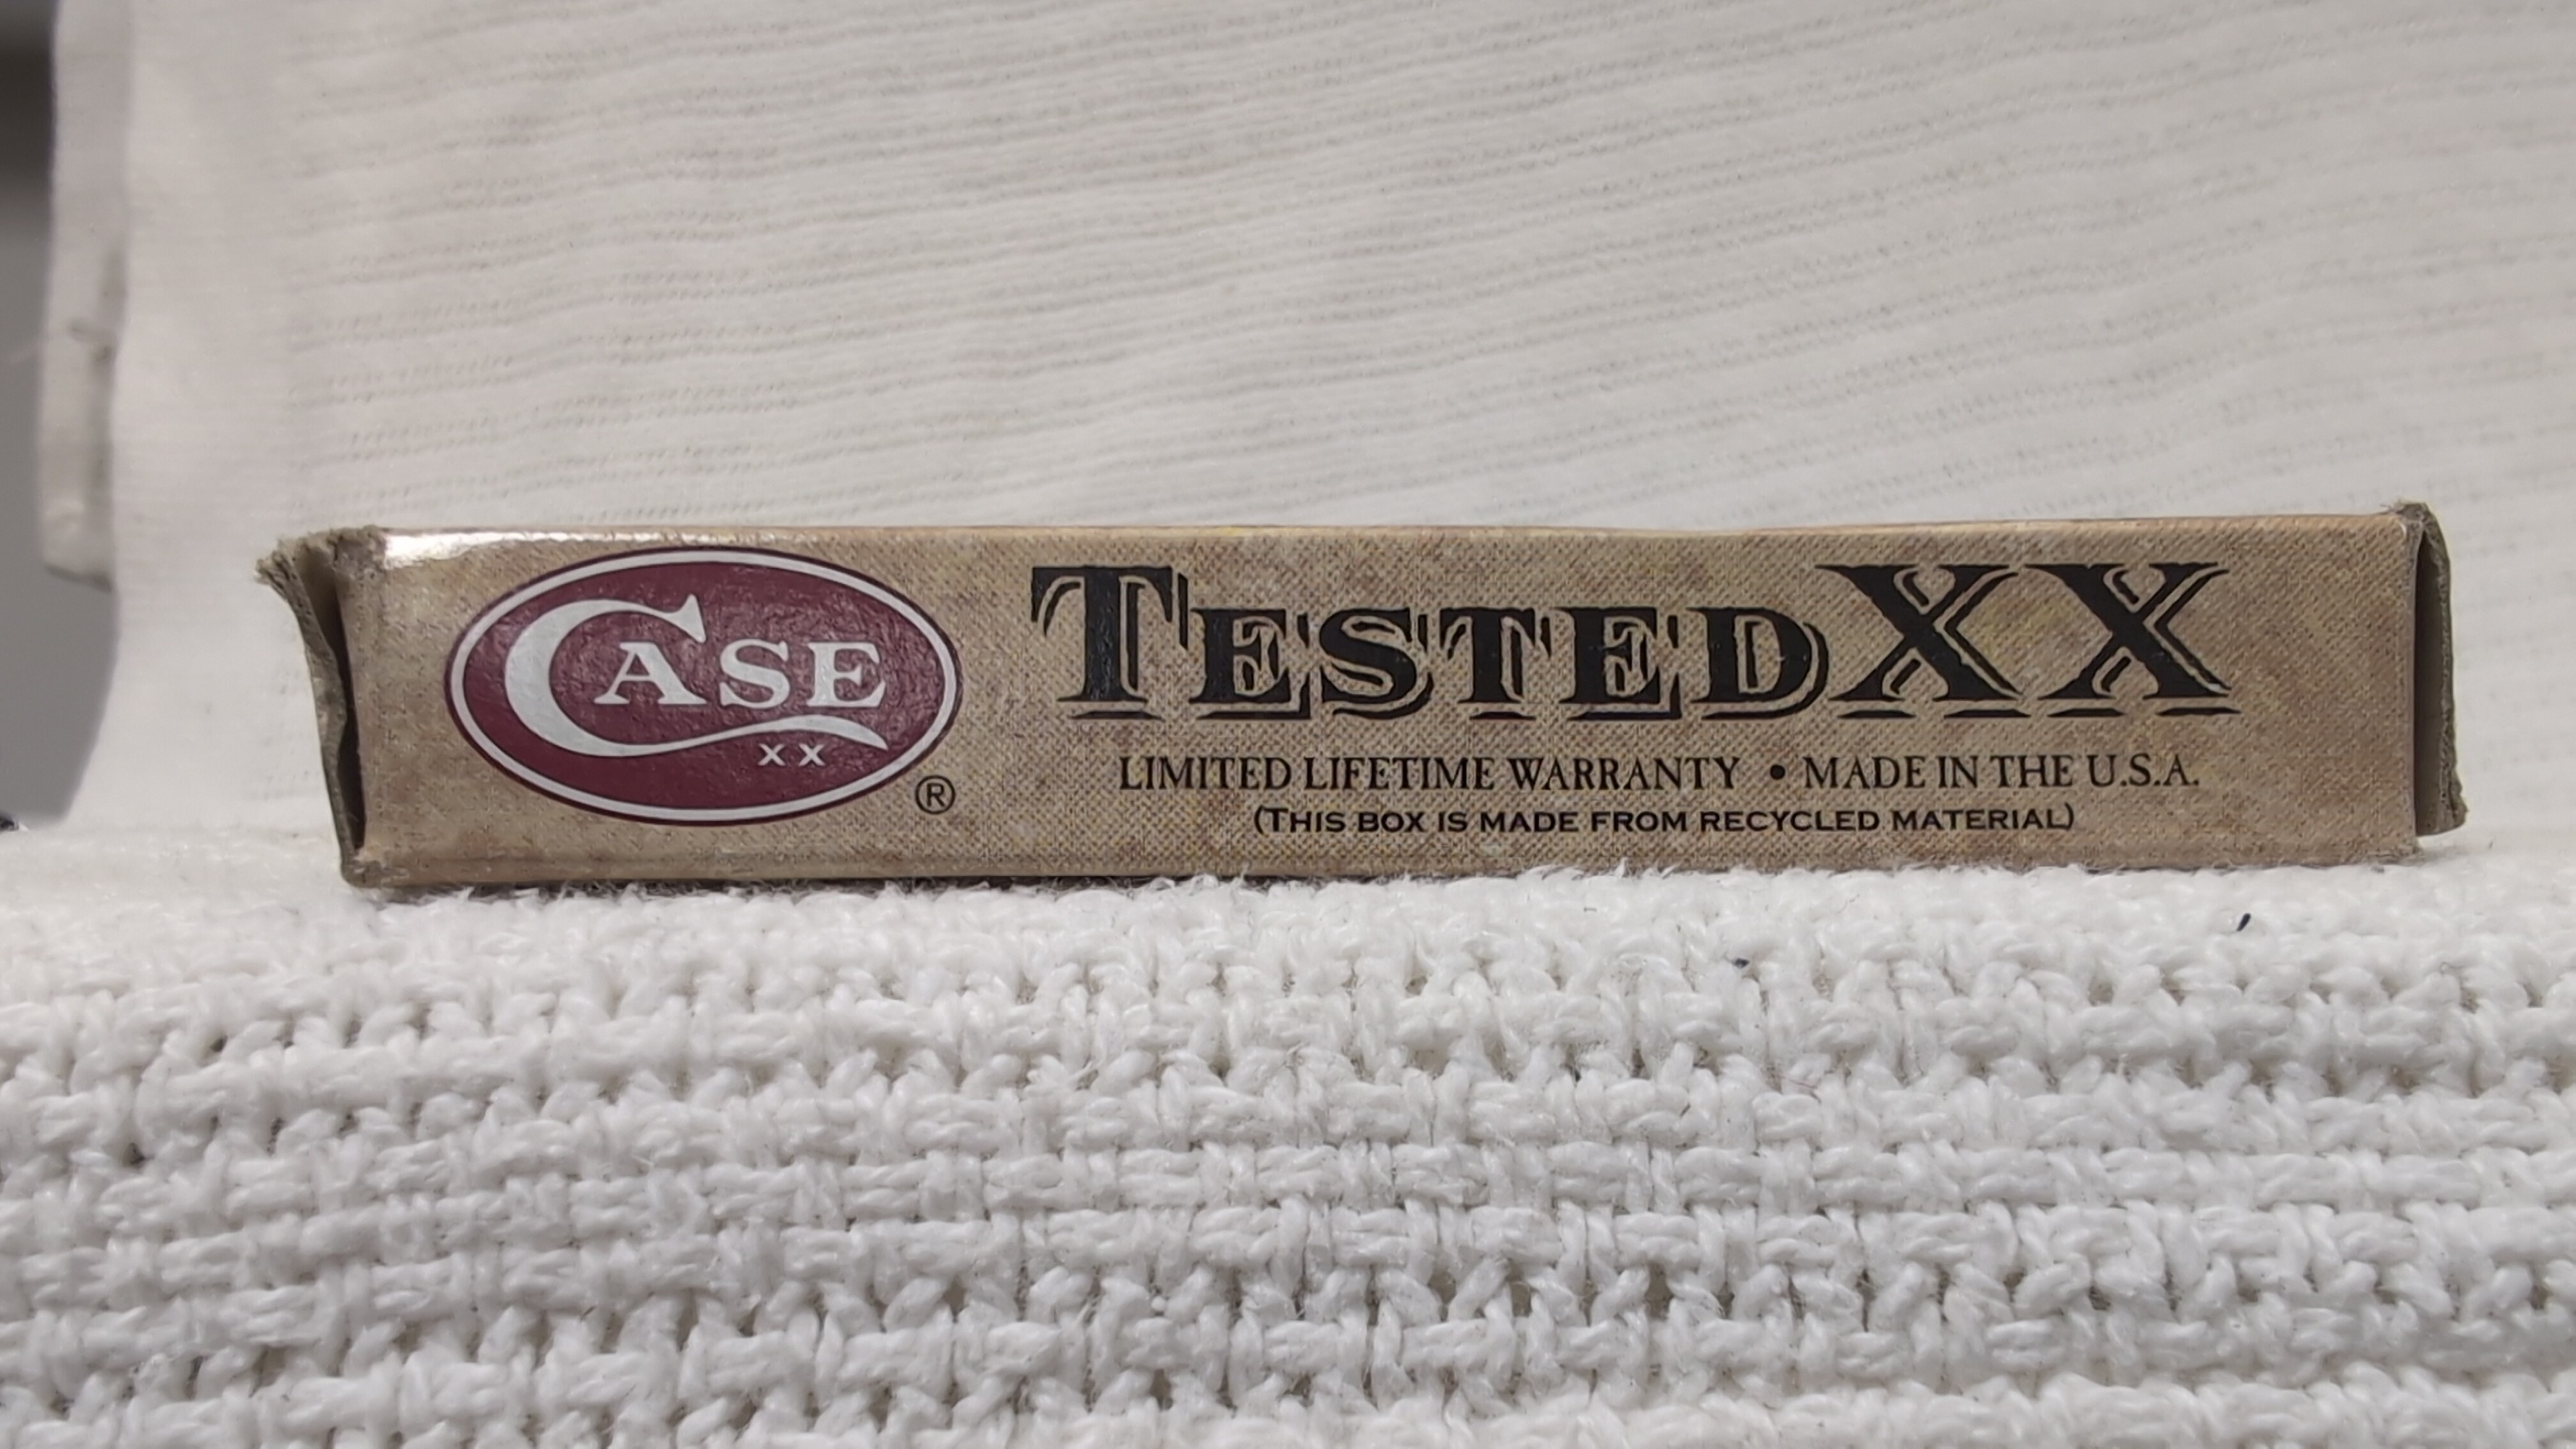 CASE
XX
®
TESTED XX
LIMITED LIFETIME WARRANTY • MADE IN THE U.S.A.
(THIS BOX IS MADE FROM RECYCLED MATERIAL)